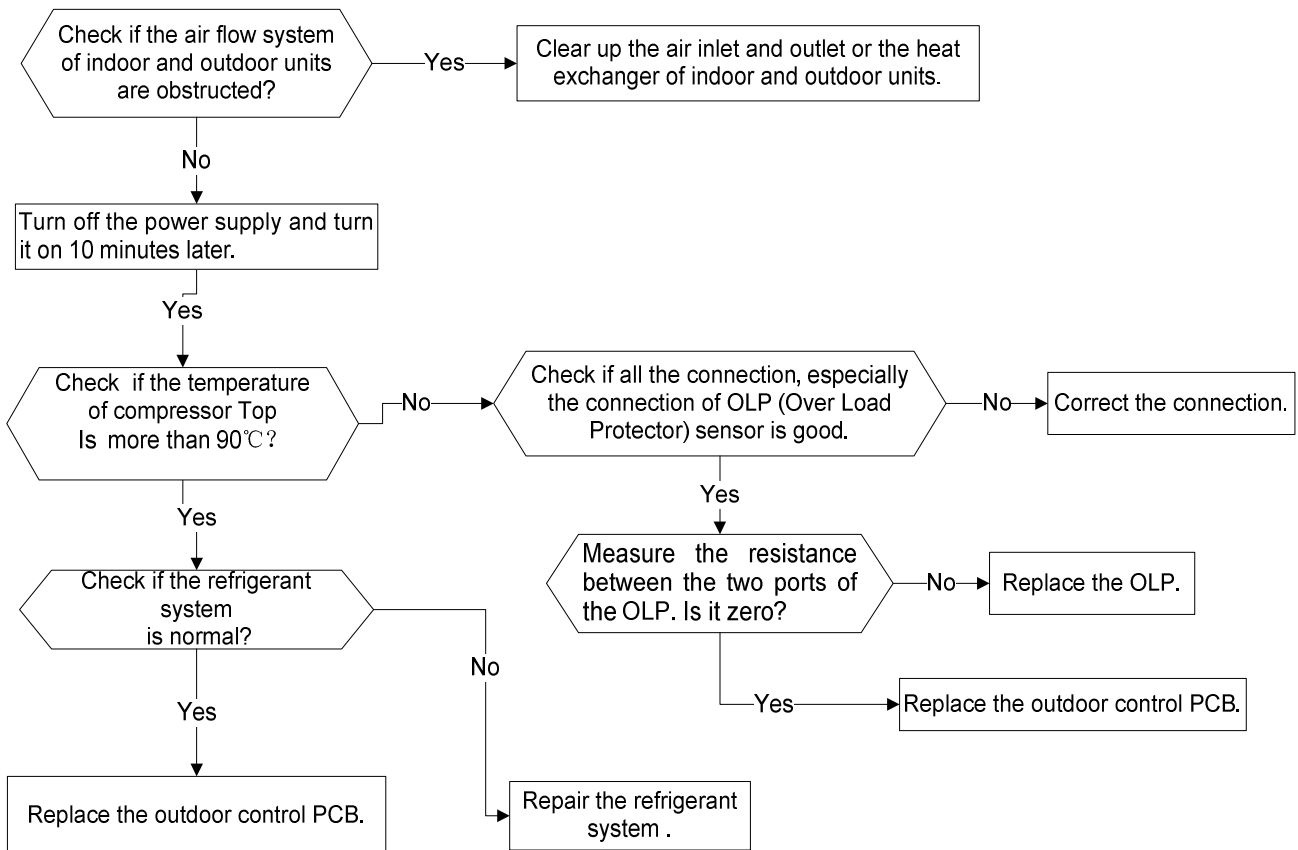 Check if the air flow system
of indoor and outdoor units
are obstructed?
Yes
Clear up the air inlet and outlet or the heat
exchanger of indoor and outdoor units.
No
Turn off the power supply and turn
it on 10 minutes later.
Yes
Check if the temperature
of compressor Top
Is more than 90℃?
No
Check if all the connection, especially
the connection of OLP (Over Load
Protector) sensor is good.
No
Correct the connection.
Yes
Yes
Measure the resistance
between the two ports of
the OLP. Is it zero?
No
Replace the OLP.
Check if the refrigerant
system
is normal?
No
Yes
Yes
Replace the outdoor control PCB.
Replace the outdoor control PCB.
Repair the refrigerant
system .